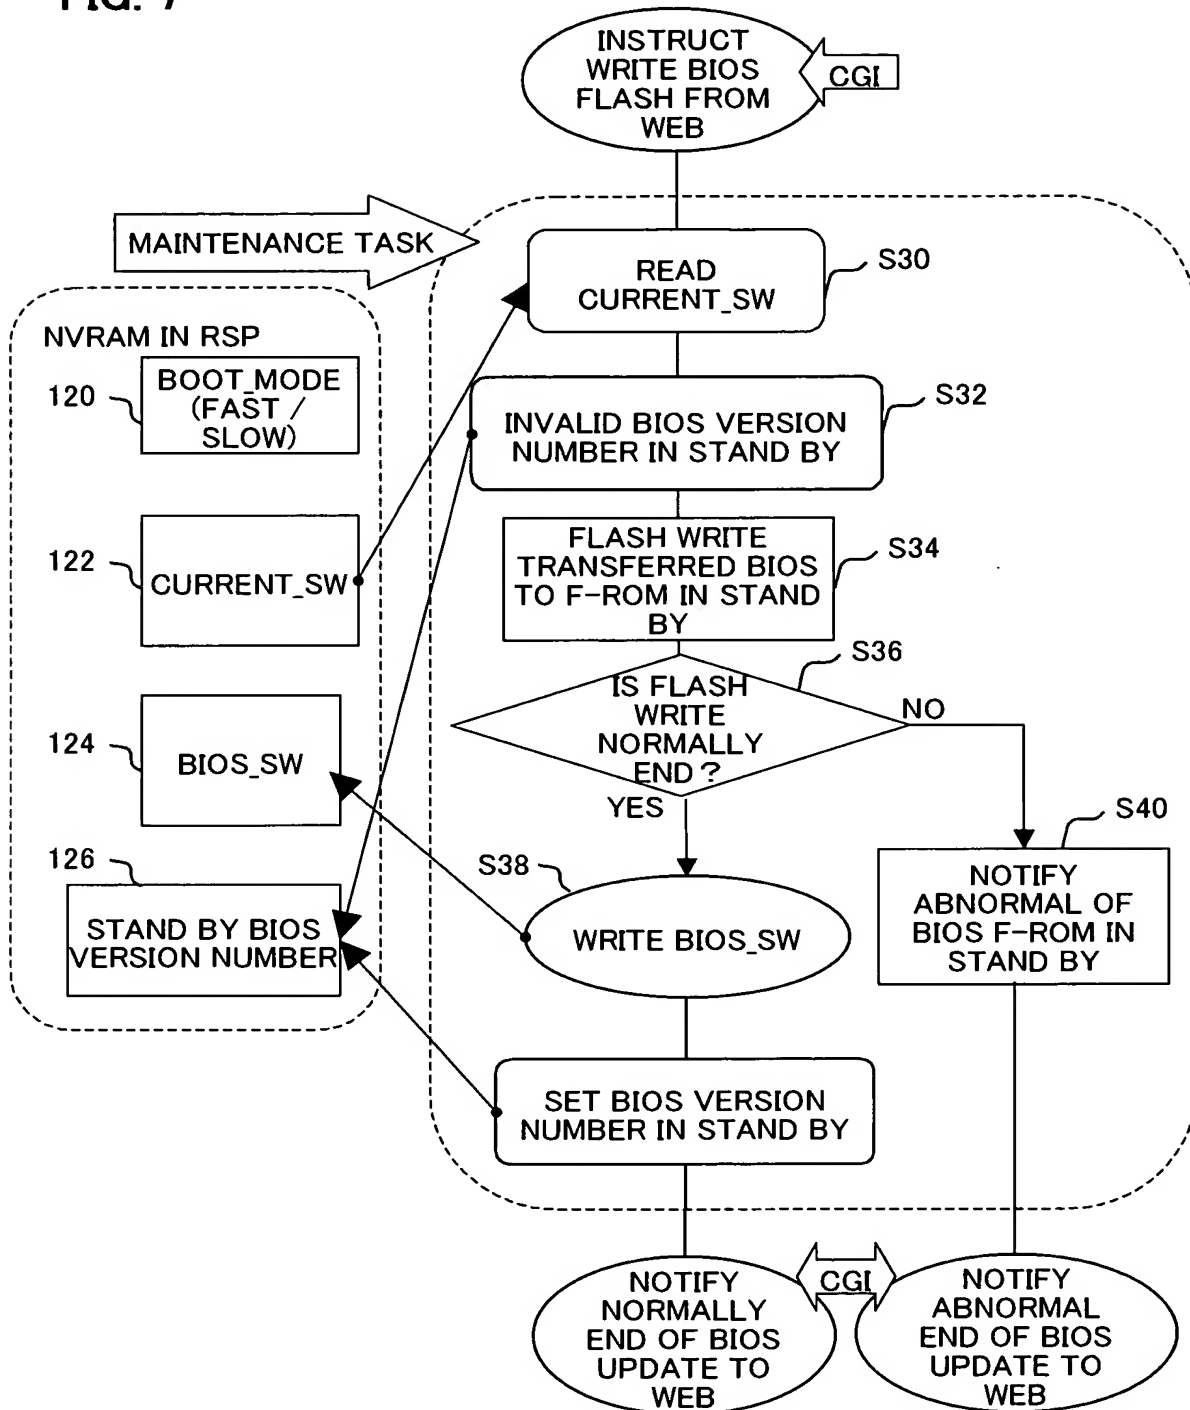 FIG. 7
INSTRUCT
WRITE BIOS
FLASH FROM
WEB
CGI
MAINTENANCE TASK
READ
CURRENT_SW
S30
NVRAM IN RSP
120
BOOT_MODE
(FAST /
SLOW)
INVALID BIOS VERSION
NUMBER IN STAND BY
S32
122
CURRENT_SW
FLASH WRITE
TRANSFERRED BIOS
TO F-ROM IN STAND
BY
S34
S36
IS FLASH
WRITE
NORMALLY
END?
NO
YES
124
BIOS_SW
S40
NOTIFY
ABNORMAL OF
BIOS F-ROM IN
STAND BY
126
STAND BY BIOS
VERSION NUMBER
S38
WRITE BIOS_SW
SET BIOS VERSION
NUMBER IN STAND BY
NOTIFY
NORMALLY
END OF BIOS
UPDATE TO
WEB
CGI
NOTIFY
ABNORMAL
END OF BIOS
UPDATE TO
WEB